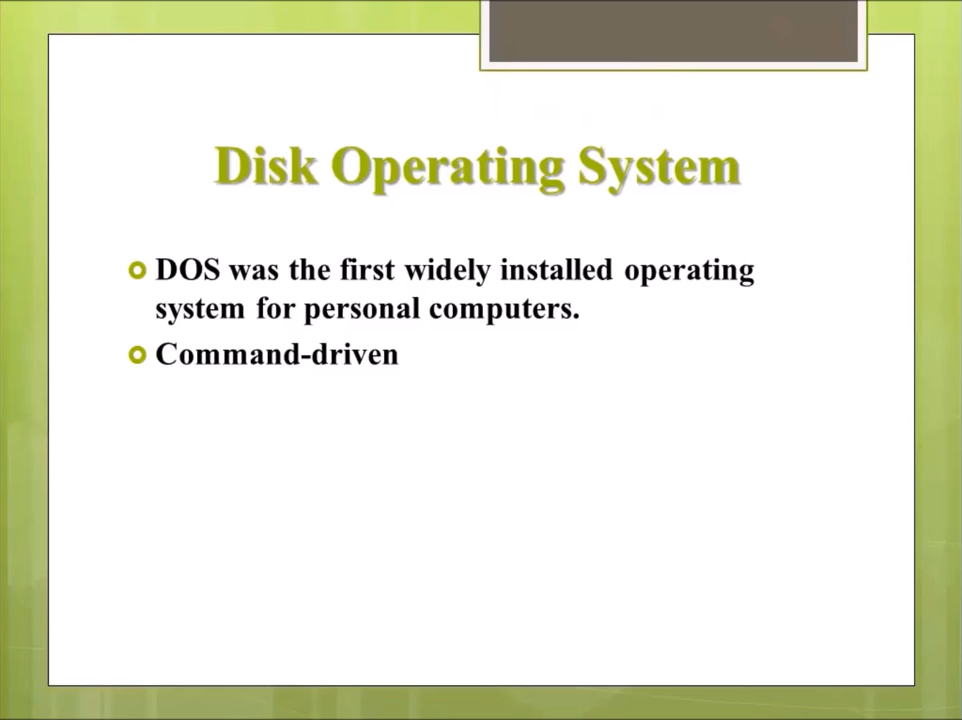 Disk Operating System
DOS was the first widely installed operating
system for personal computers.
Command-driven